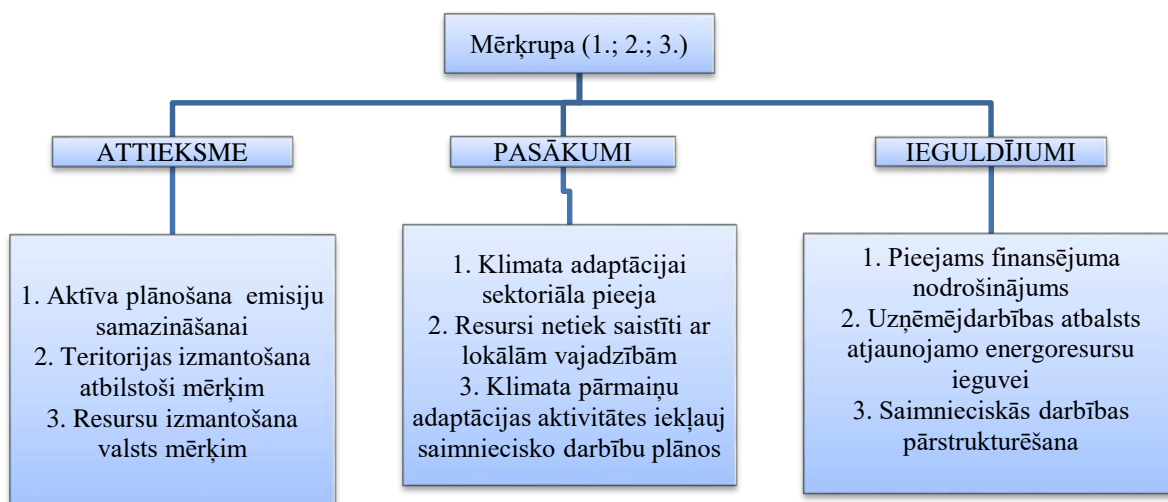 Mērķrupa (1.; 2.; 3.)
ATTIEKSME
PASĀKUMI
IEGULDĪJUMI
1. Aktīva plānošana emisiju
samazināšanai
2. Teritorijas izmantošana
atbilstoši mērķim
3. Resursu izmantošana
valsts mērķim
1. Klimata adaptācijai
sektoriāla pieeja
2. Resursi netiek saistīti ar
lokālām vajadzībām
3. Klimata pārmaiņu
adaptācijas aktivitātes iekļauj
saimniecisko darbību plānos
1. Pieejams finansējuma
nodrošinājums
2. Uzņēmējdarbības atbalsts
atjaunojamo energoresursu
ieguvei
3. Saimnieciskās darbības
pārstrukturēšana